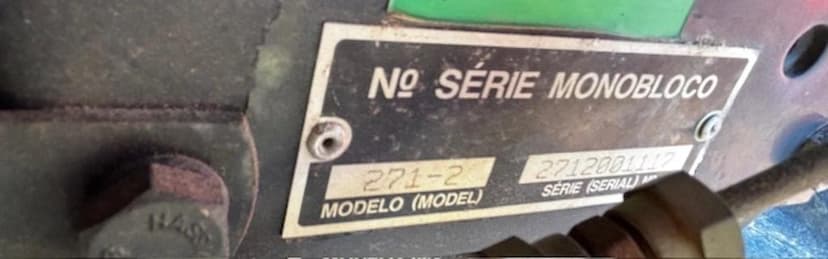 Nº SÉRIE MONOBLOCO
271-2 2712001117
MODELO (MODEL) SÉRIE (SERIAL)